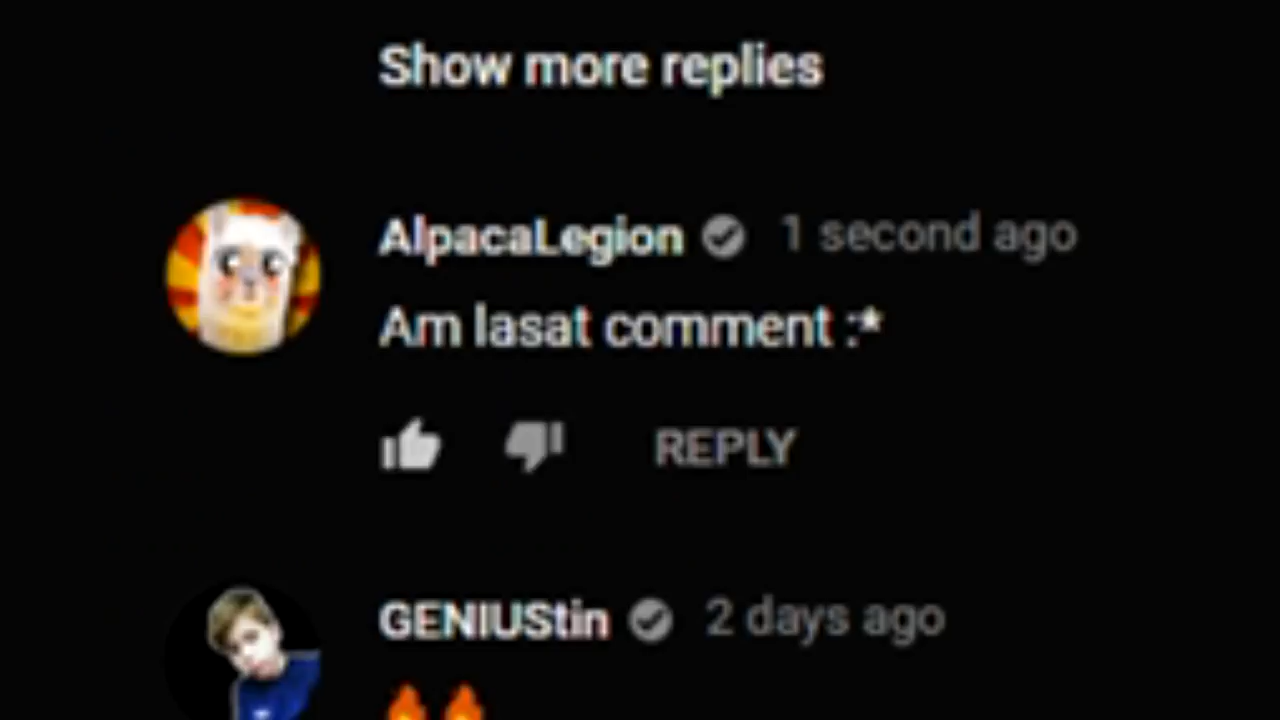 Show more replies
AlpacaLegion 1 second ago
Am lasat comment :*
REPLY
GENIUStin 2 days ago
🔥🔥